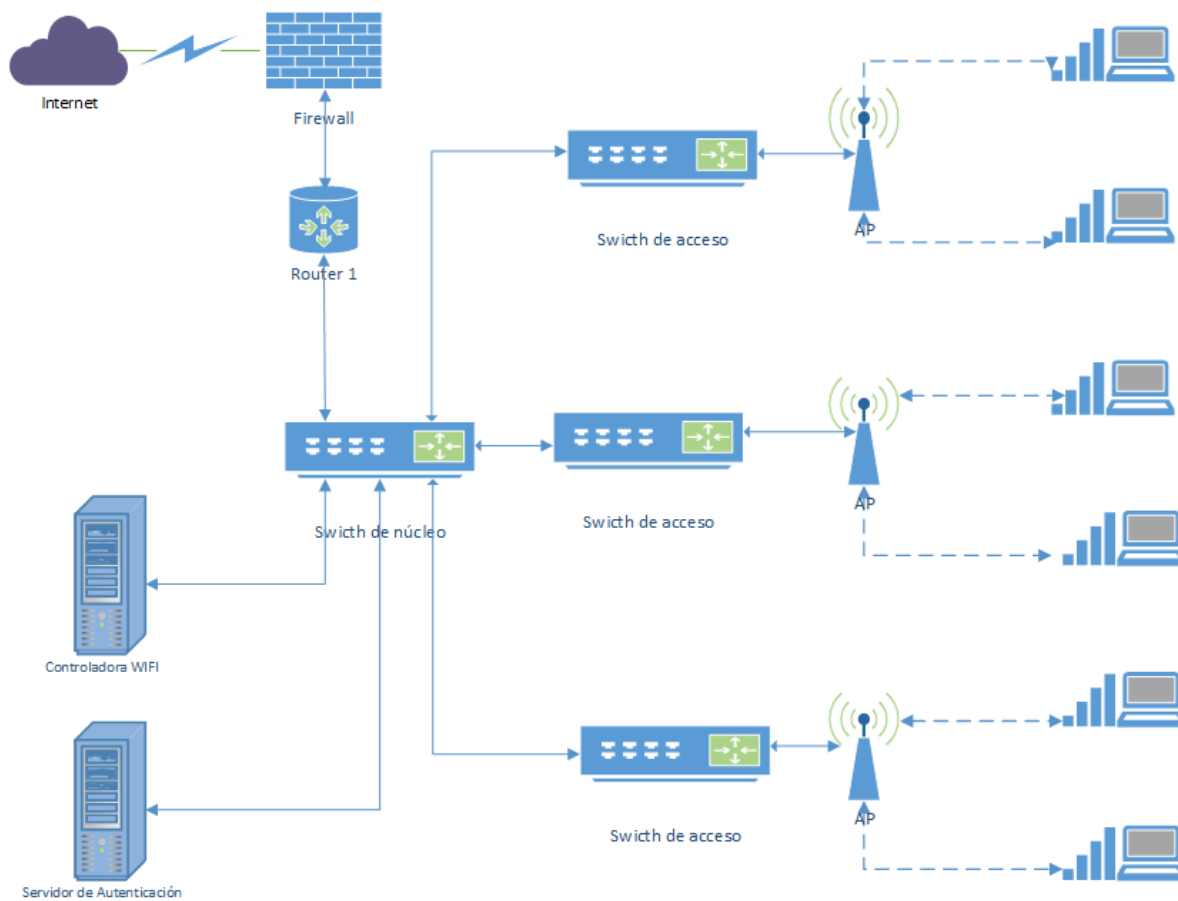 Internet
Firewall
Router 1
Swicth de acceso
AP
Swicth de núcleo
Swicth de acceso
AP
Controladora WIFI
Swicth de acceso
AP
Servidor de Autenticación